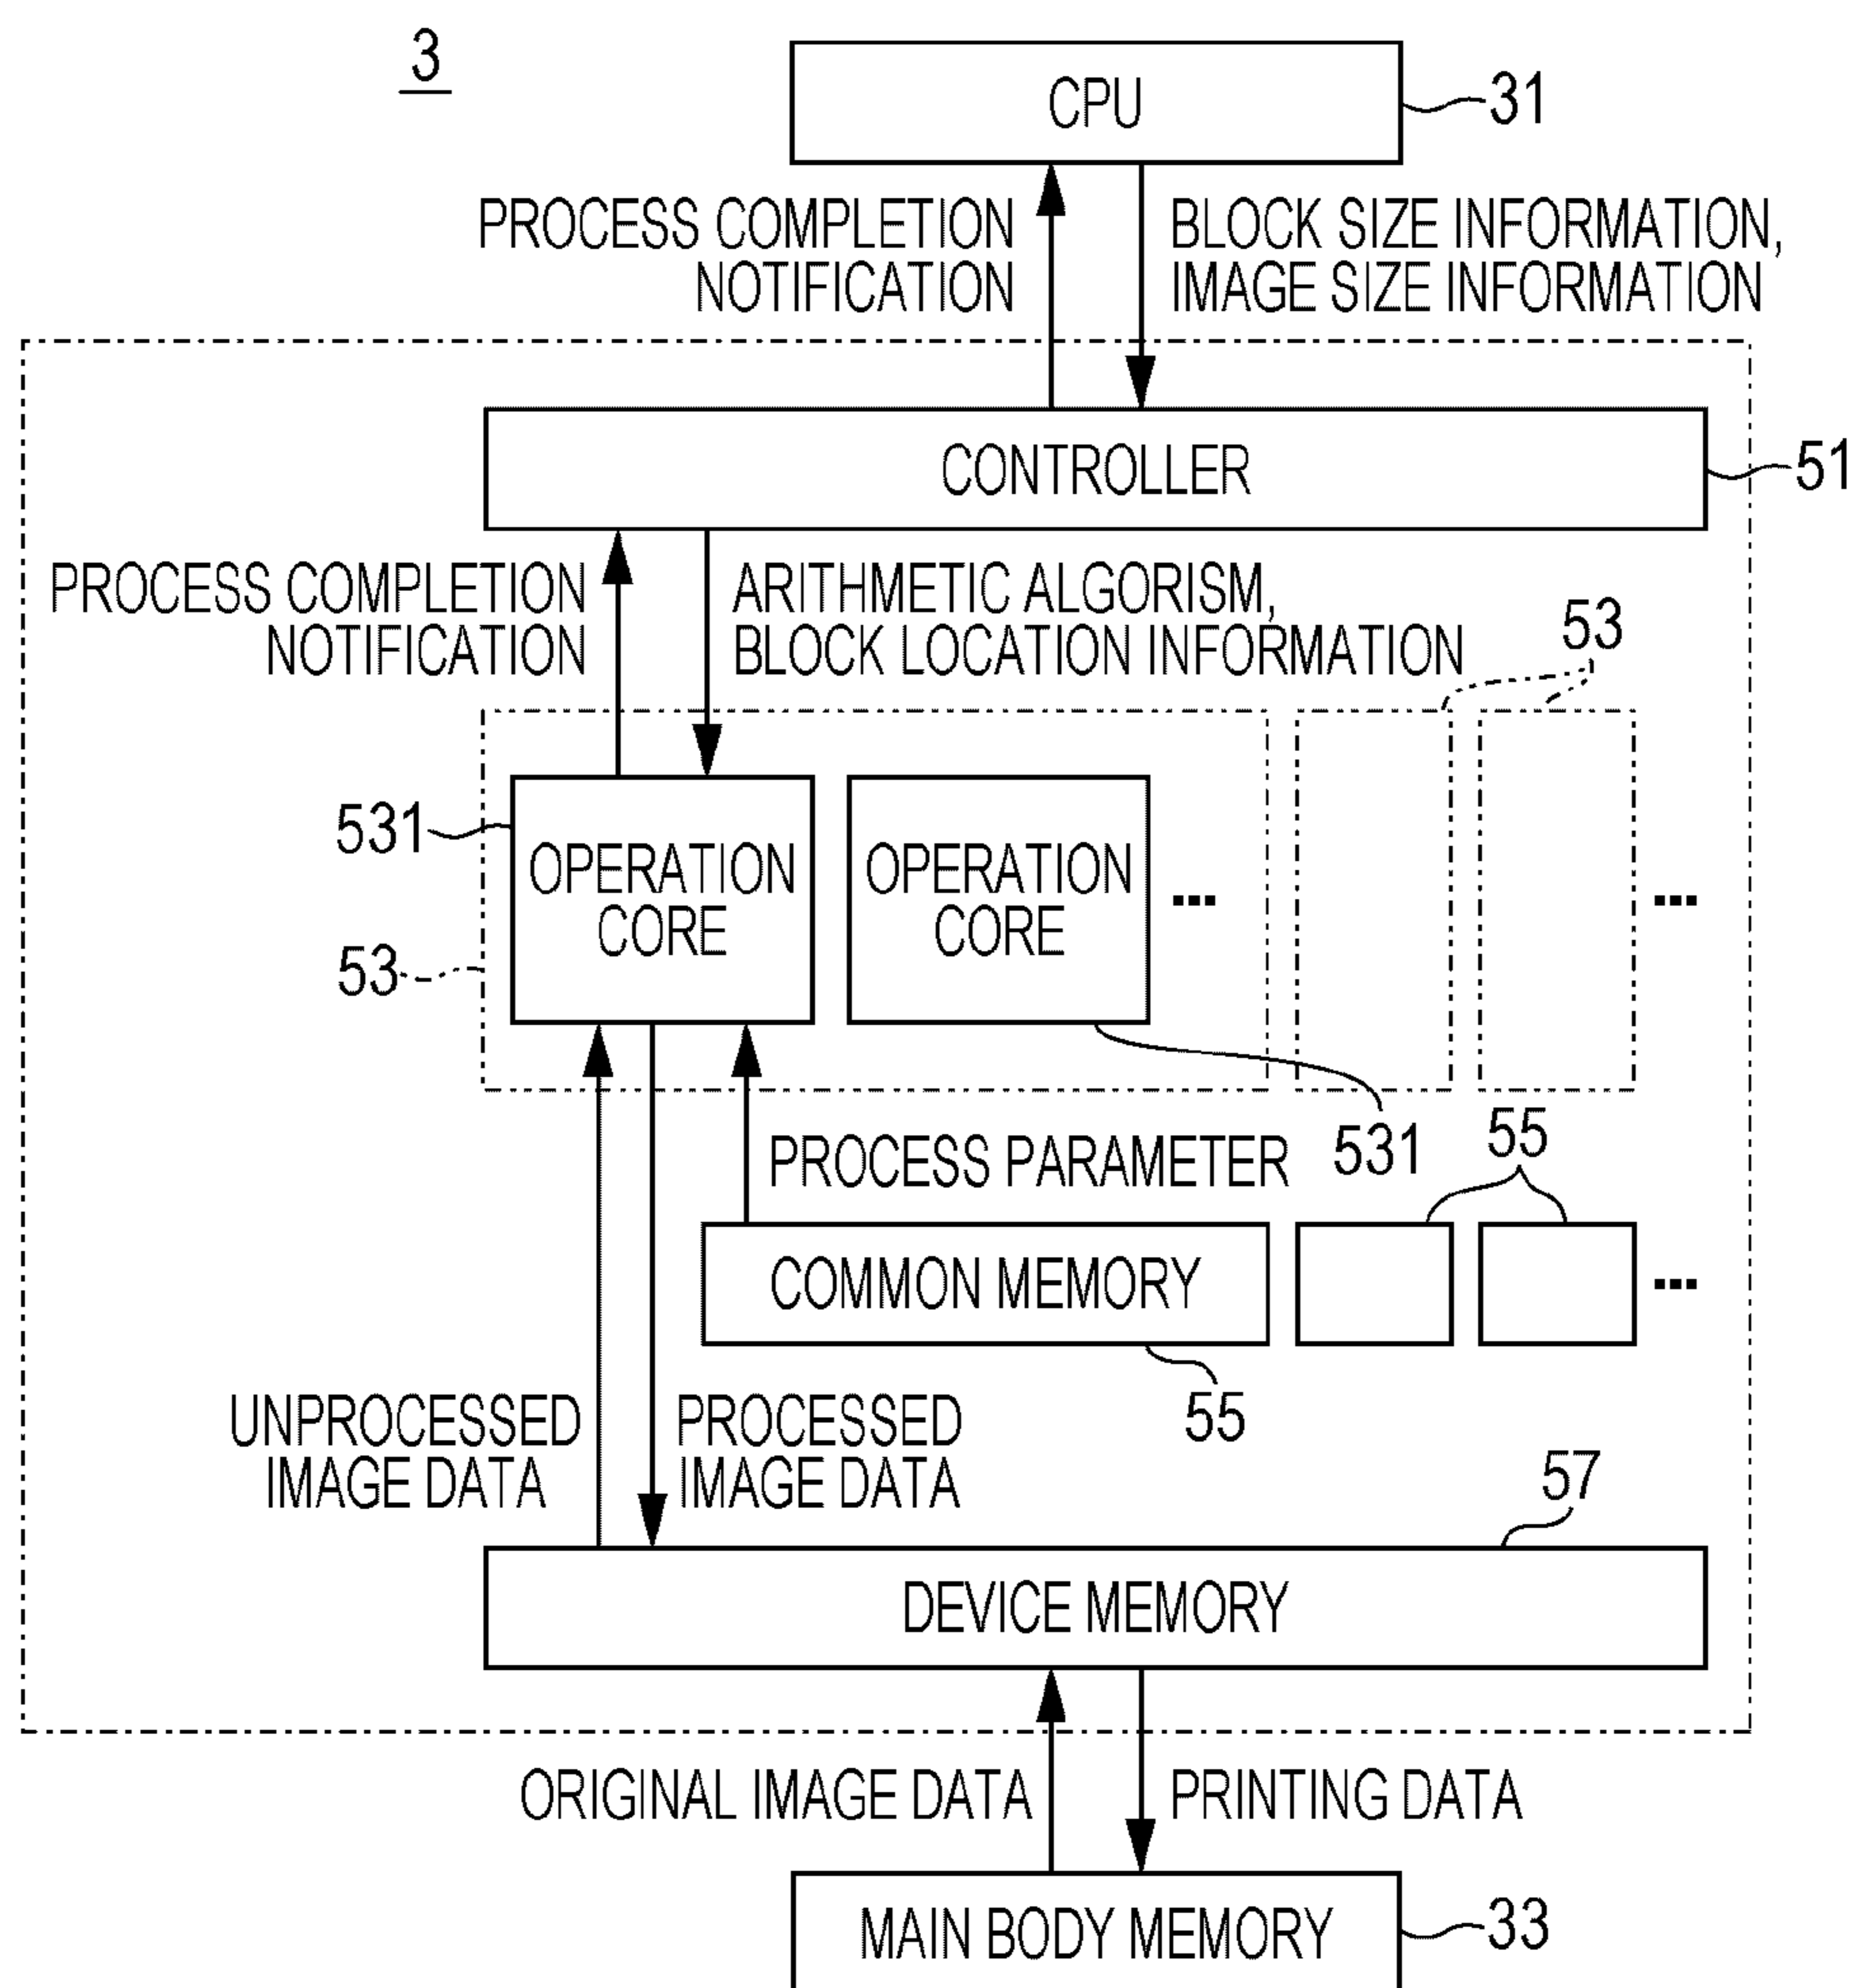 3
CPU
31
PROCESS COMPLETION
NOTIFICATION
BLOCK SIZE INFORMATION,
IMAGE SIZE INFORMATION
CONTROLLER
51
PROCESS COMPLETION
NOTIFICATION
ARITHMETIC ALGORISM,
BLOCK LOCATION INFORMATION
53
531
OPERATION
CORE
OPERATION
CORE
...
...
53
PROCESS PARAMETER
531
55
COMMON MEMORY
...
55
UNPROCESSED
IMAGE DATA
PROCESSED
IMAGE DATA
57
DEVICE MEMORY
ORIGINAL IMAGE DATA
PRINTING DATA
MAIN BODY MEMORY
33